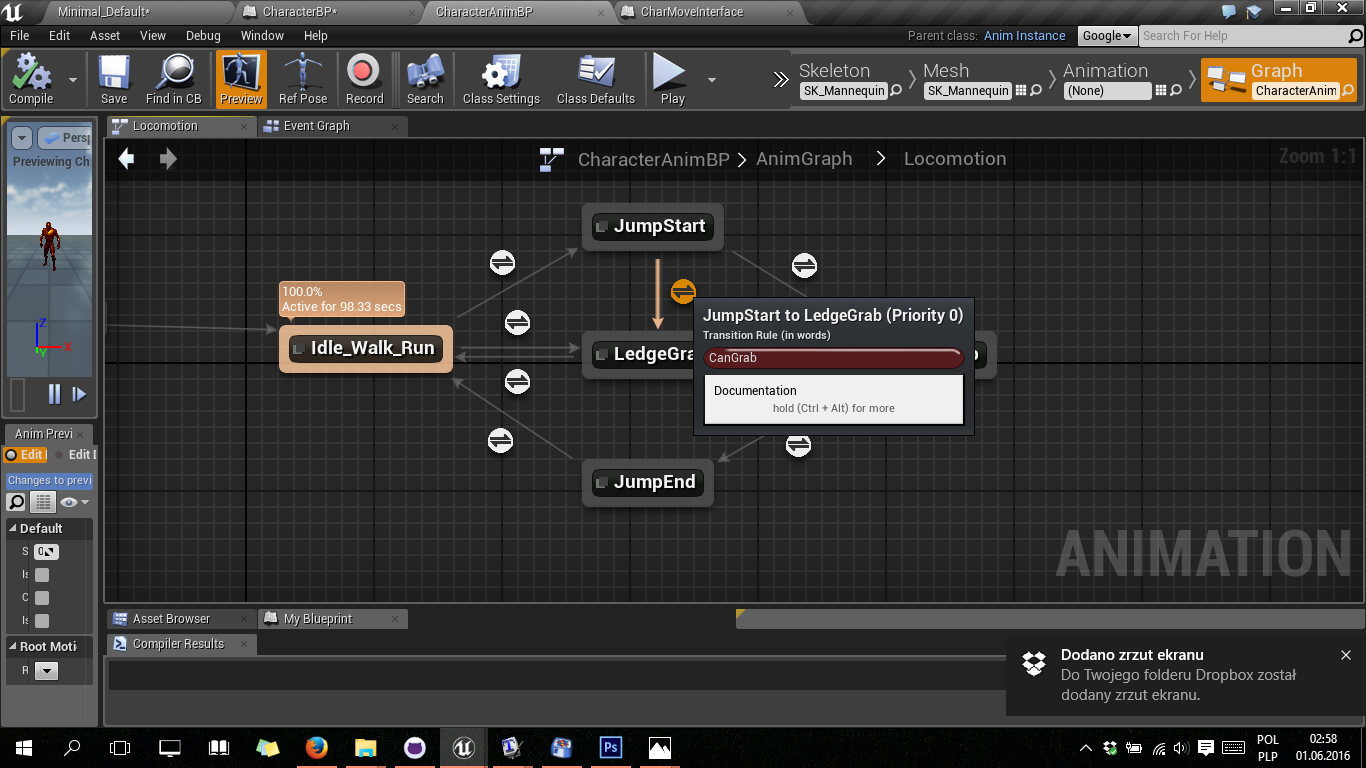 Minimal_Default*
CharacterBP*
CharacterAnimBP
CharMoveInterface
File Edit Asset View Debug Window Help
Parent class: Anim Instance
Google
Search For Help
Compile
Save
Find in CB
Preview
Ref Pose
Record
Search
Class Settings
Class Defaults
Play
Skeleton
SK_Mannequin
Mesh
SK_Mannequin
Animation
(None)
Graph
CharacterAnim
Locomotion
Event Graph
Persp
Previewing Ch
CharacterAnimBP > AnimGraph > Locomotion
Zoom 1:1
JumpStart
100.0%
Active for 98.33 secs
Idle_Walk_Run
LedgeGra
JumpStart to LedgeGrab (Priority 0)
Transition Rule (in words)
CanGrab
Documentation
hold (Ctrl + Alt) for more
JumpEnd
ANIMATION
Z
X
Y
Anim Previ
Edit
Edit
Changes to previ
Default
S
Is
C
Is
Root Moti
R
Asset Browser
My Blueprint
Compiler Results
Dodano zrzut ekranu
Do Twojego folderu Dropbox został
dodany zrzut ekranu.
Ps
POL
PLP
02:58
01.06.2016